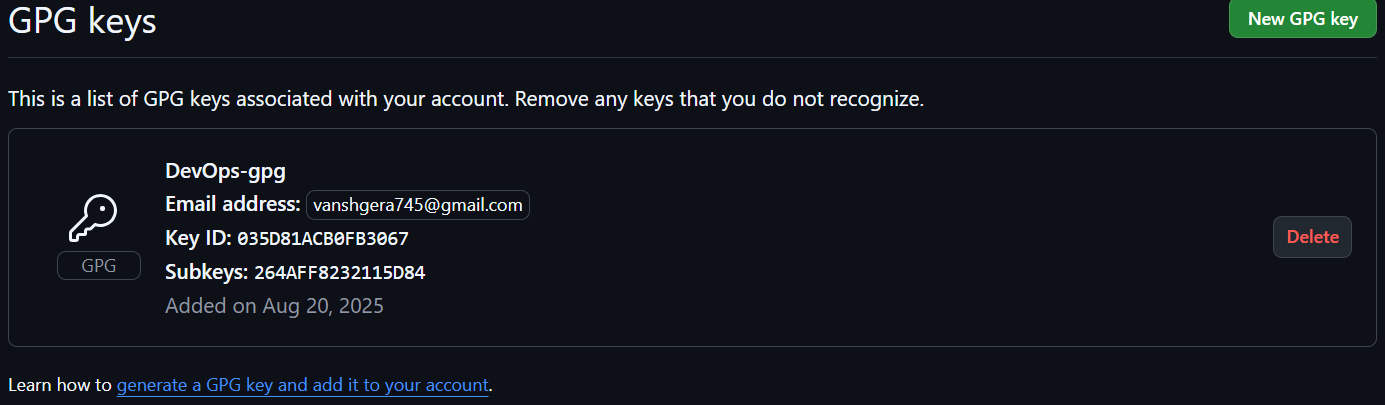 GPG keys
New GPG key
This is a list of GPG keys associated with your account. Remove any keys that you do not recognize.
DevOps-gpg
Email address: vanshgera745@gmail.com
Key ID: 035D81ACB0FB3067
GPG
Subkeys: 264AFF8232115D84
Added on Aug 20, 2025
Delete
Learn how to generate a GPG key and add it to your account.